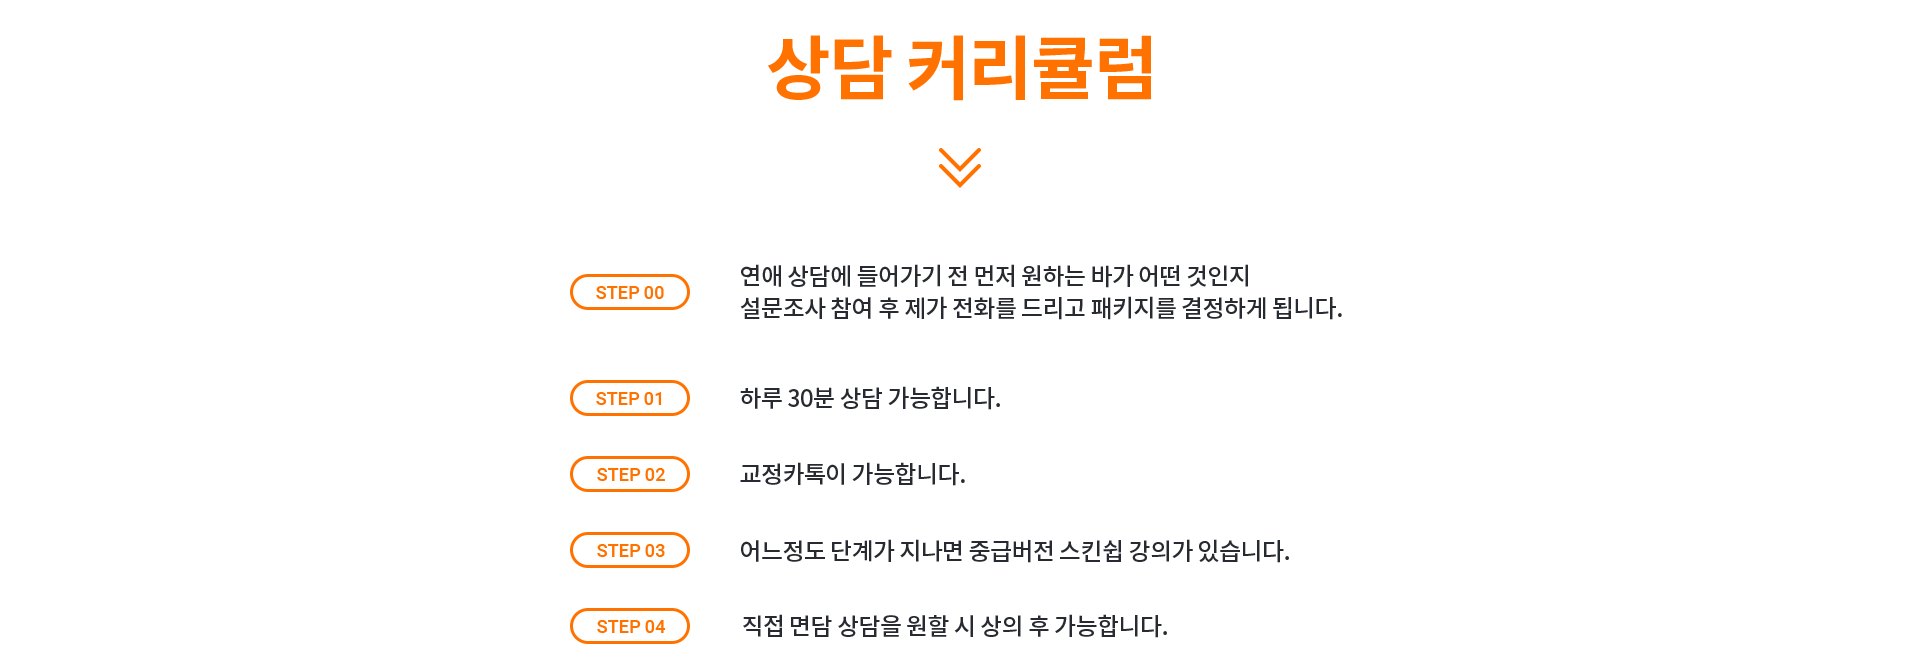 상담 커리큘럼
STEP 00
연애 상담에 들어가기 전 먼저 원하는 바가 어떤 것인지
설문조사 참여 후 제가 전화를 드리고 패키지를 결정하게 됩니다.
STEP 01
하루 30분 상담 가능합니다.
STEP 02
교정카톡이 가능합니다.
STEP 03
어느정도 단계가 지나면 중급버전 스킨쉽 강의가 있습니다.
STEP 04
직접 면담 상담을 원할 시 상의 후 가능합니다.